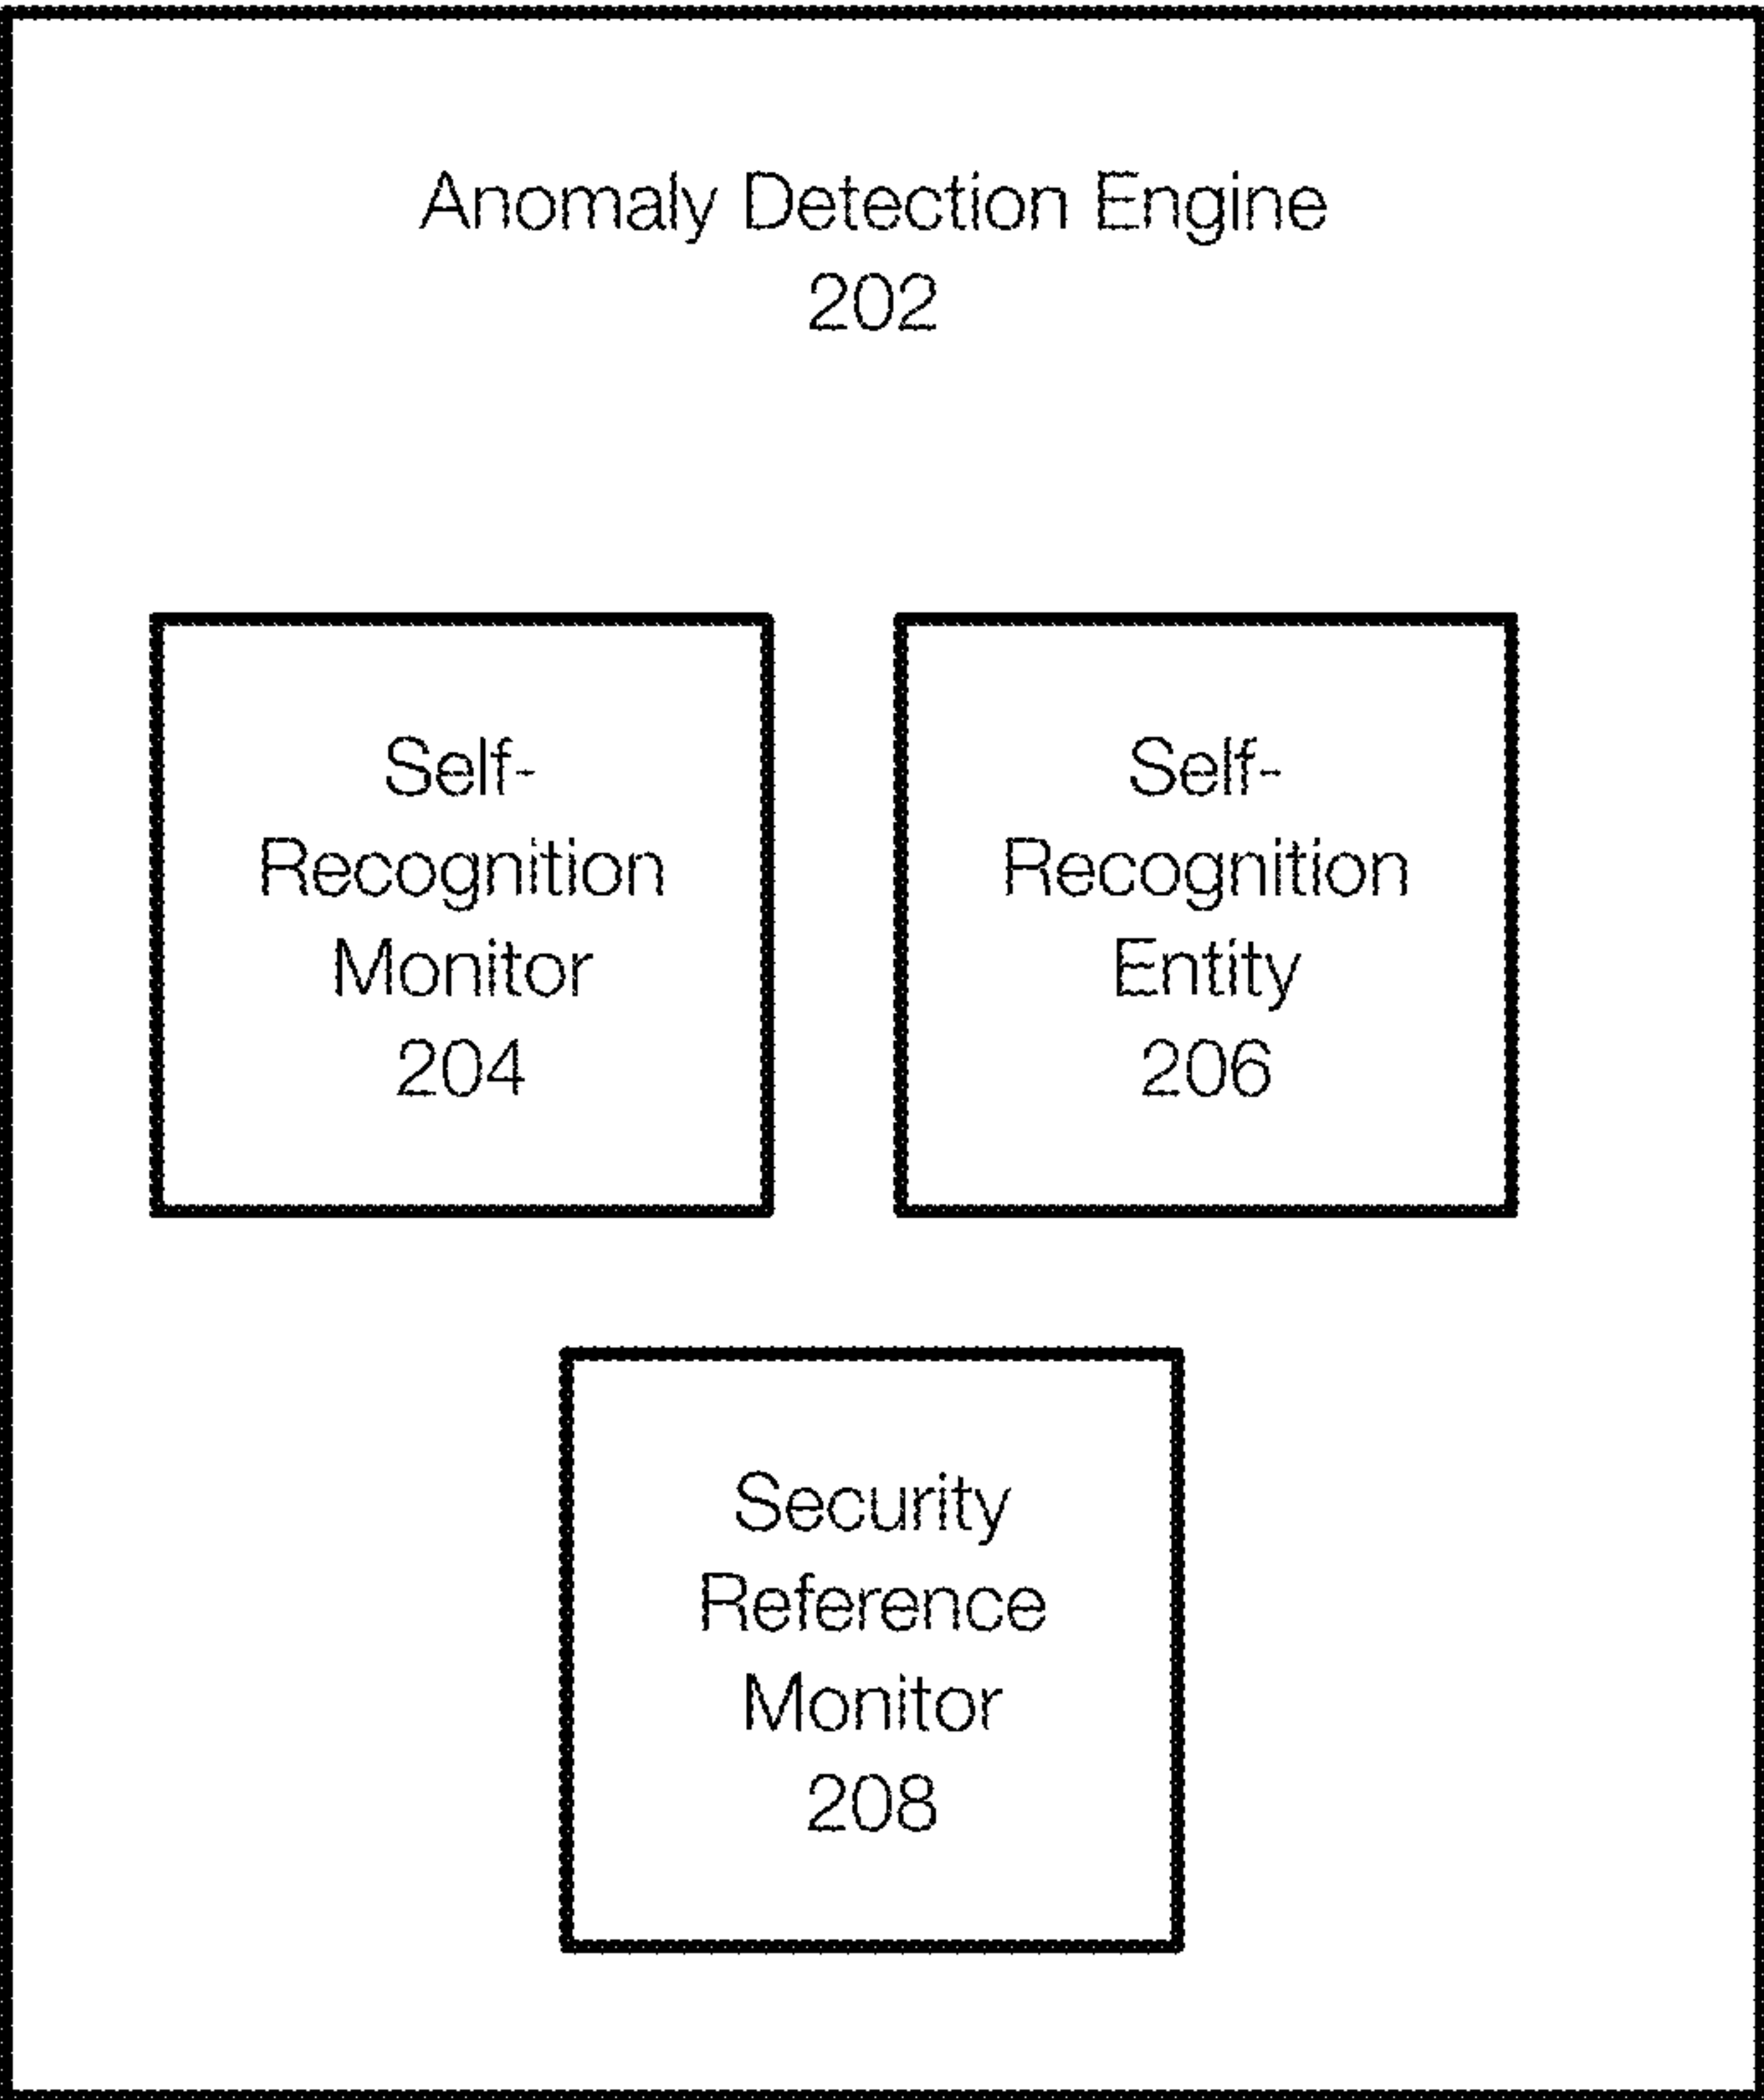 Anomaly Detection Engine
202
Self-
Recognition
Monitor
204
Self-
Recognition
Entity
206
Security
Reference
Monitor
208